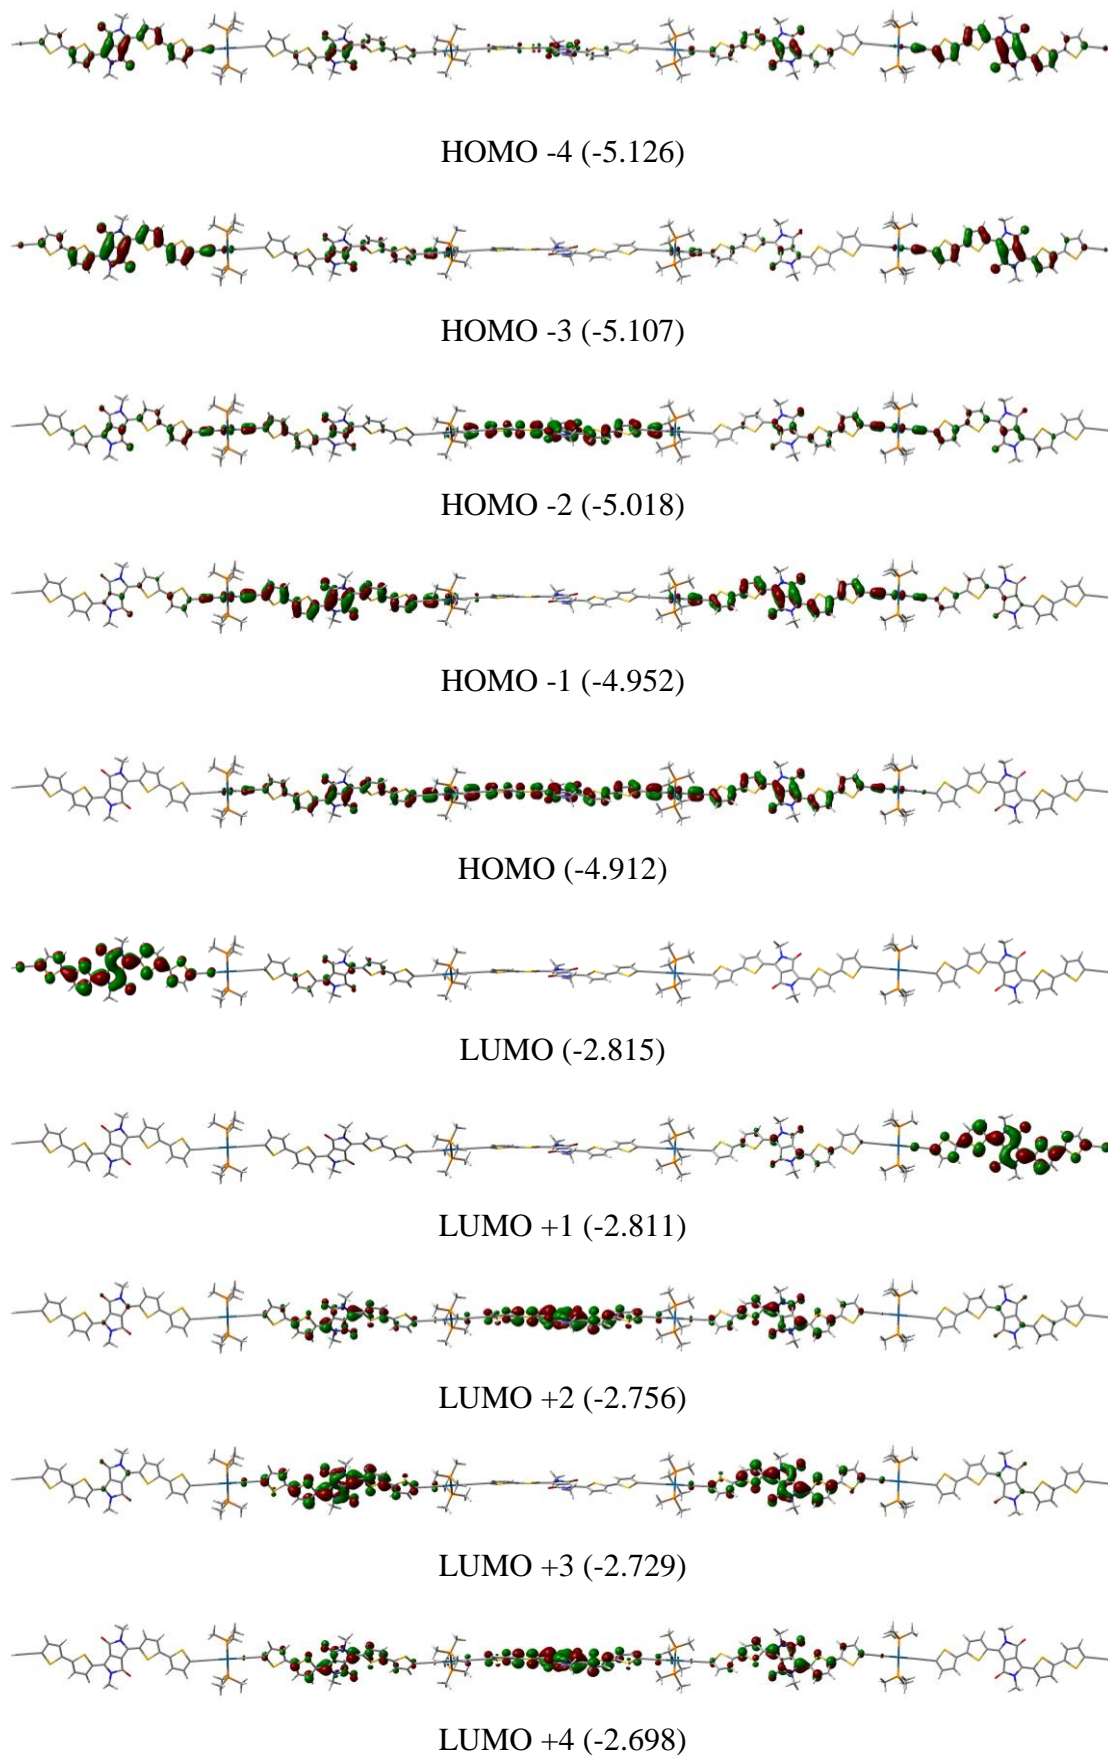 HOMO -4 (-5.126)
HOMO -3 (-5.107)
HOMO -2 (-5.018)
HOMO -1 (-4.952)
HOMO (-4.912)
LUMO (-2.815)
LUMO +1 (-2.811)
LUMO +2 (-2.756)
LUMO +3 (-2.729)
LUMO +4 (-2.698)